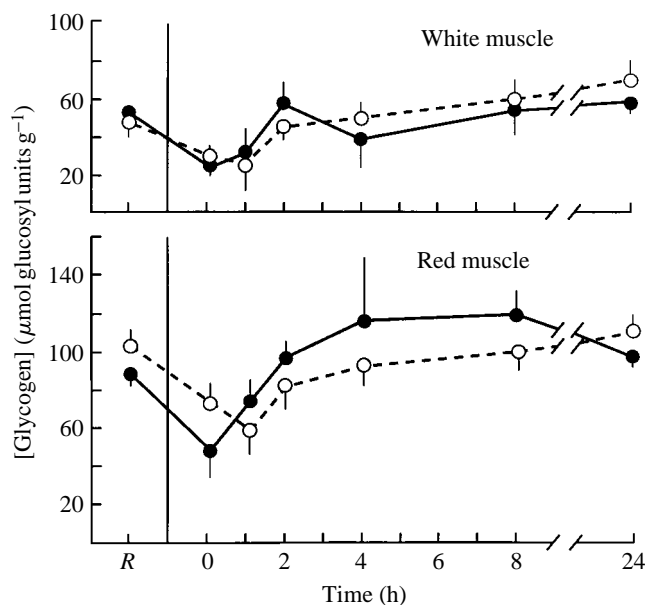 100
White muscle
60
20
Red muscle
140
100
60
20
R
0
2
4
6
8
24
Time (h)
[Glycogen] (μmol glucosyl units g⁻¹)